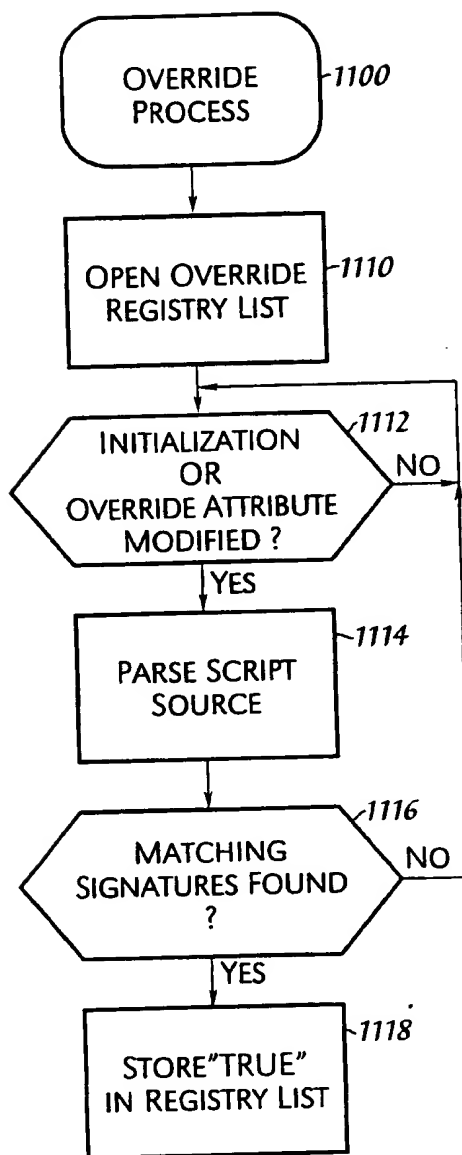 OVERRIDE
PROCESS
1100
OPEN OVERRIDE
REGISTRY LIST
1110
INITIALIZATION
OR
OVERRIDE ATTRIBUTE
MODIFIED ?
1112
NO
YES
PARSE SCRIPT
SOURCE
1114
MATCHING
SIGNATURES FOUND
?
1116
NO
YES
STORE"TRUE"
IN REGISTRY LIST
1118